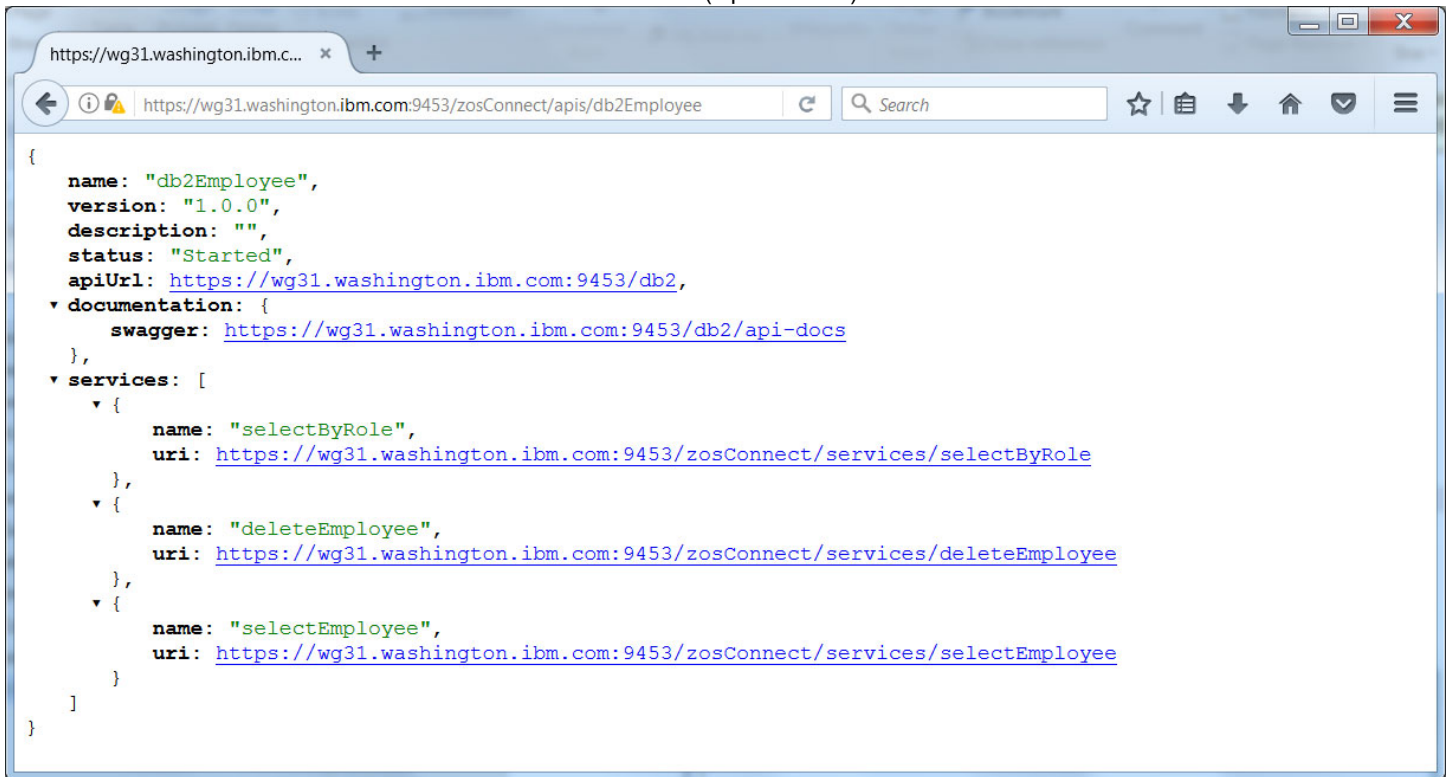 https://wg31.washington.ibm.c... × +
https://wg31.washington.ibm.com:9453/zosConnect/apis/db2Employee Search
{
name: "db2Employee",
version: "1.0.0",
description: "",
status: "Started",
apiUrl: https://wg31.washington.ibm.com:9453/db2,
▾ documentation: {
swagger: https://wg31.washington.ibm.com:9453/db2/api-docs
},
▾ services: [
▾ {
name: "selectByRole",
uri: https://wg31.washington.ibm.com:9453/zosConnect/services/selectByRole
},
▾ {
name: "deleteEmployee",
uri: https://wg31.washington.ibm.com:9453/zosConnect/services/deleteEmployee
},
▾ {
name: "selectEmployee",
uri: https://wg31.washington.ibm.com:9453/zosConnect/services/selectEmployee
}
]
}